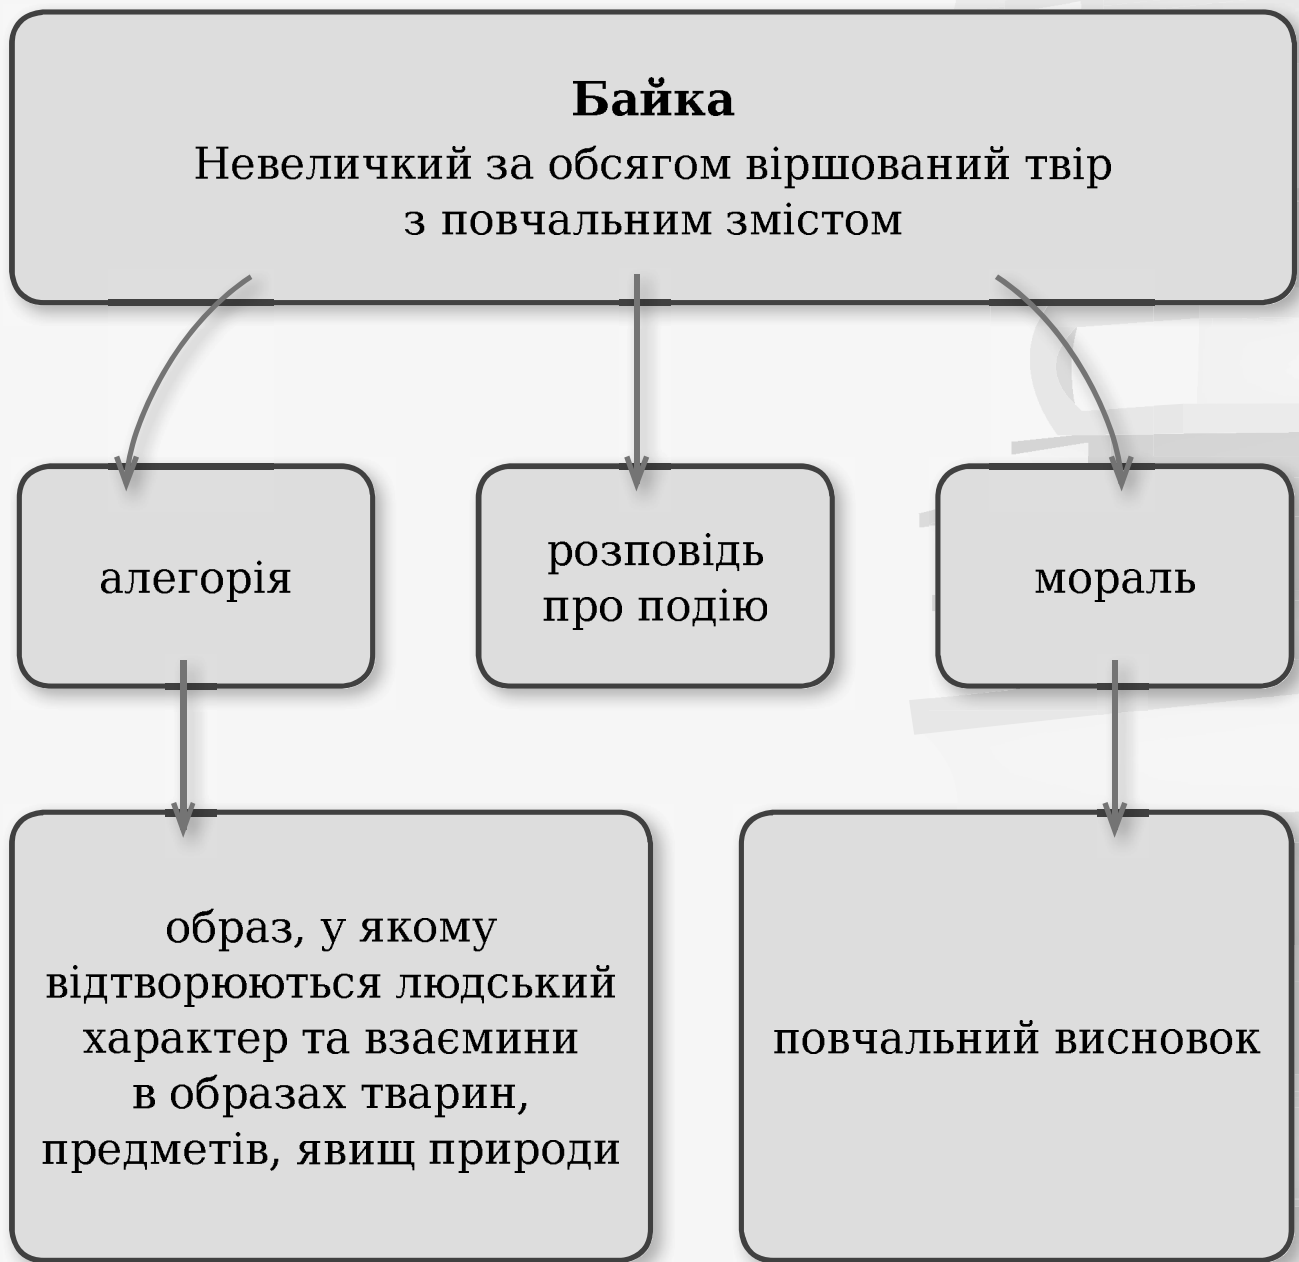 Байка
Невеличкий за обсягом віршований твір
з повчальним змістом
алегорія
розповідь
про подію
мораль
образ, у якому
відтворюються людський
характер та взаємини
в образах тварин,
предметів, явищ природи
повчальний висновок